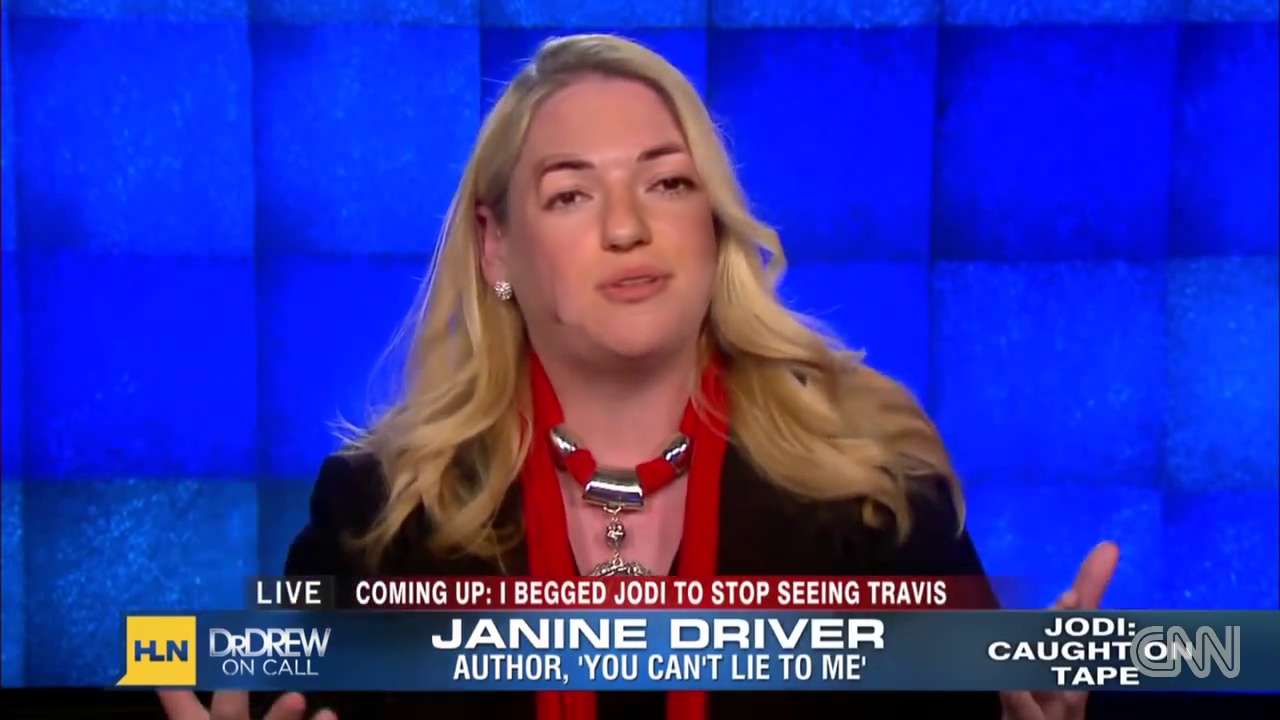 LIVE COMING UP: I BEGGED JODI TO STOP SEEING TRAVIS
HLN
DRDREW
ON CALL
JANINE DRIVER
AUTHOR, 'YOU CAN'T LIE TO ME'
JODI:
CAUGHT ON
TAPE
CNN